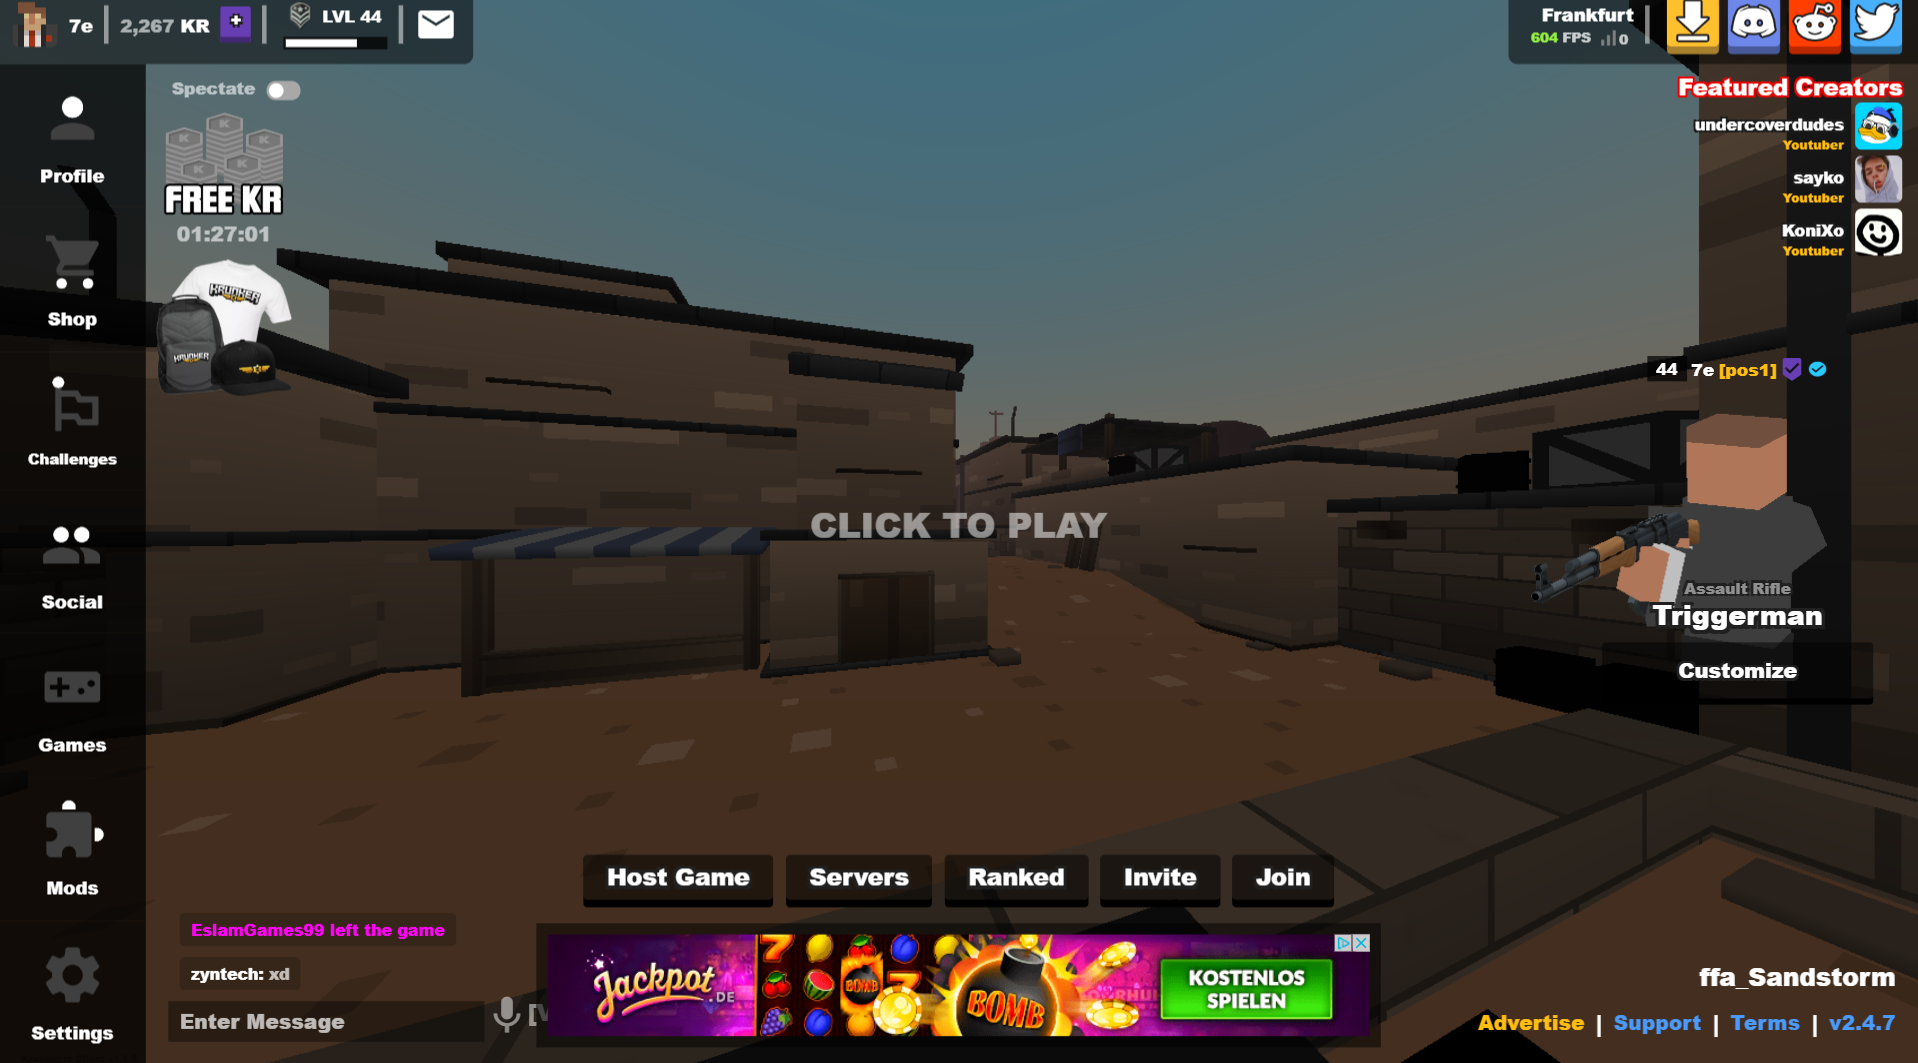 7e
2,267 KR
LVL 44
Frankfurt
604 FPS
0
Spectate
FREE KR
01:27:01
KRUNKER
KRUNKER
Featured Creators
undercoverdudes
Youtuber
sayko
Youtuber
KoniXo
Youtuber
Profile
Shop
Challenges
Social
Games
Mods
Settings
44 7e [pos1]
CLICK TO PLAY
Assault Rifle
Triggerman
Customize
Host Game
Servers
Ranked
Invite
Join
EslamGames99 left the game
zyntech: xd
Enter Message
Jackpot.DE
BOMB
BOMB
KOSTENLOS
SPIELEN
ffa_Sandstorm
Advertise | Support | Terms | v2.4.7